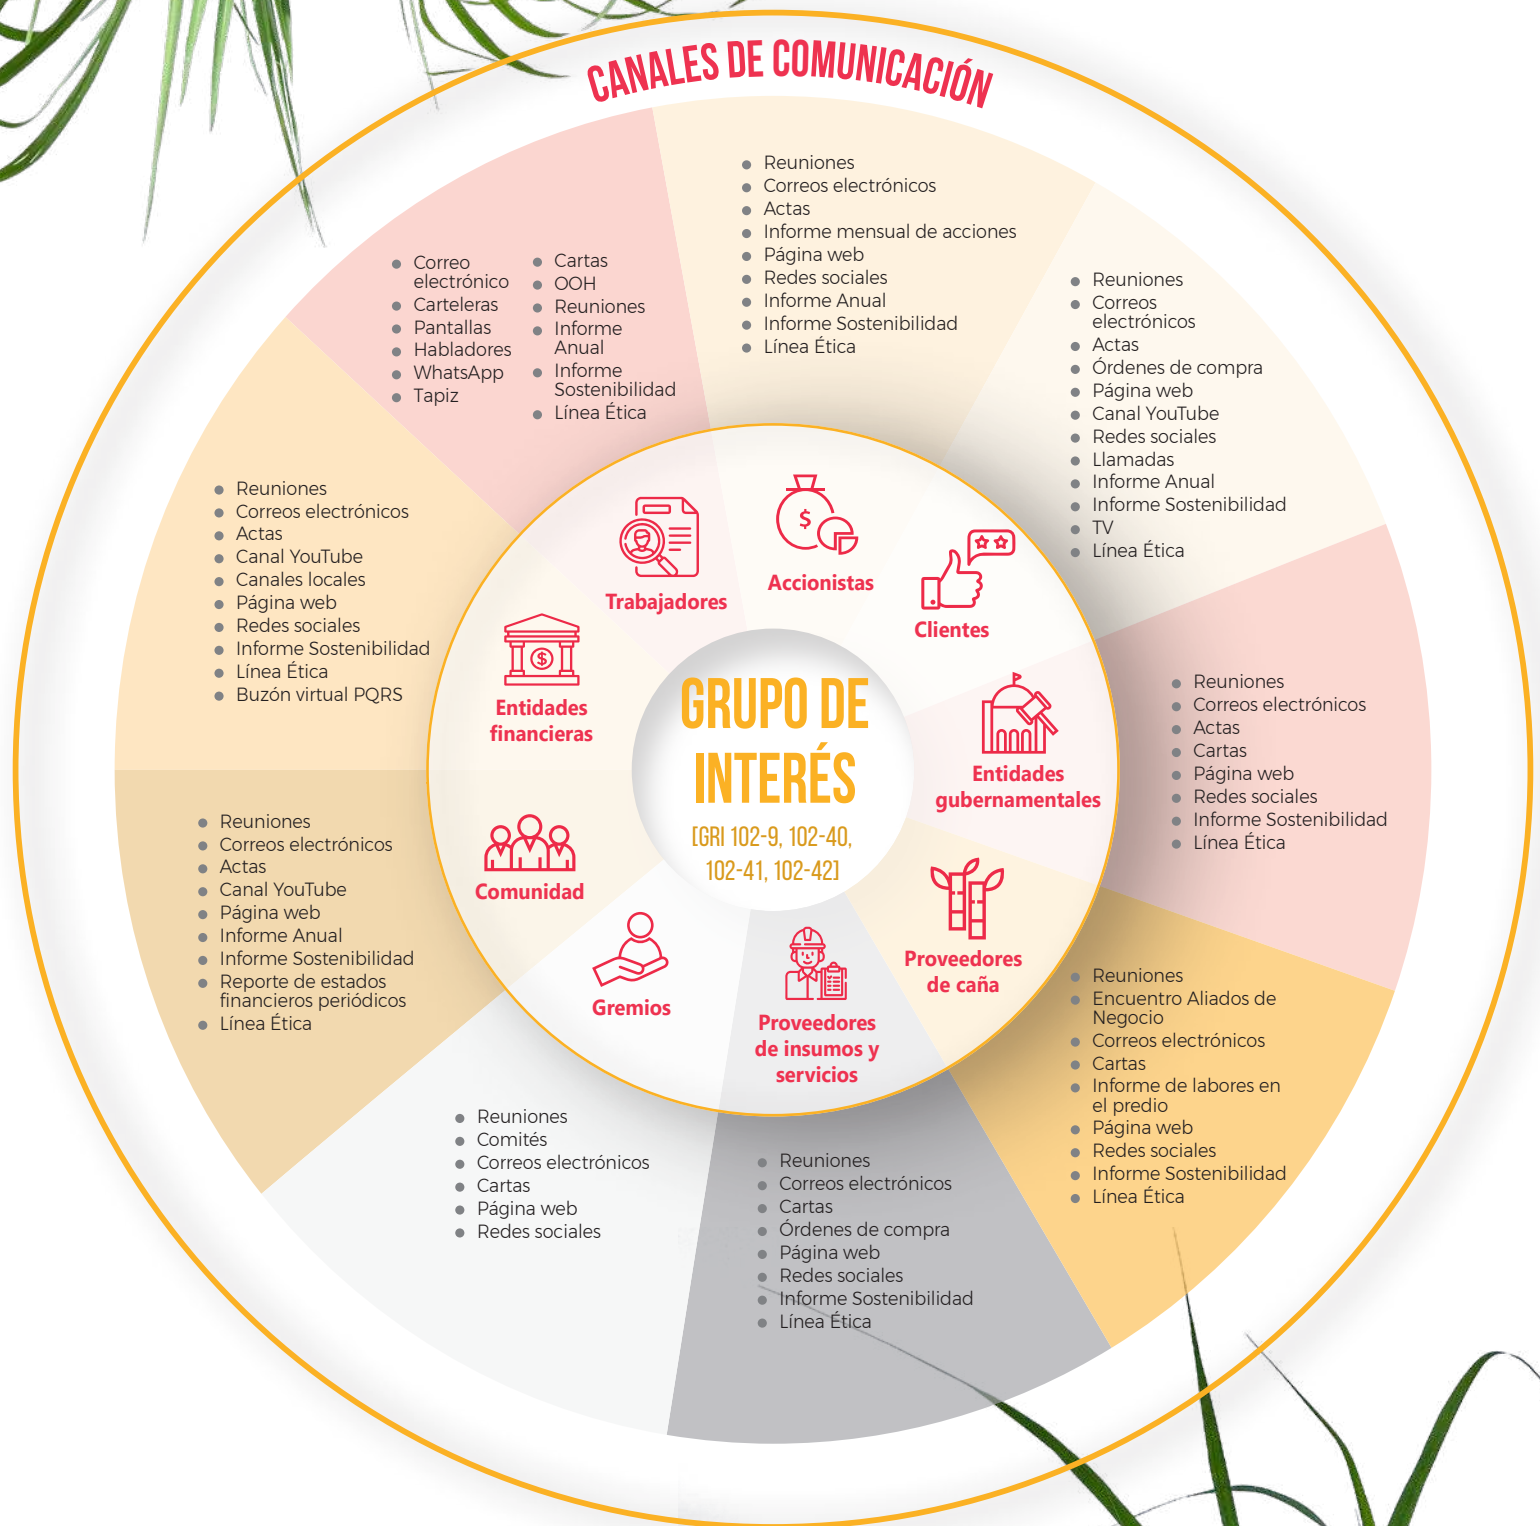 CANALES DE COMUNICACIÓN
Reuniones
Correos electrónicos
Actas
Informe mensual de acciones
Página web
Redes sociales
Informe Anual
Informe Sostenibilidad
Línea Ética
Reuniones
Correos
electrónicos
Actas
Órdenes de compra
Página web
Canal YouTube
Redes sociales
Llamadas
Informe Anual
Informe Sostenibilidad
TV
Línea Ética
Reuniones
Correos electrónicos
Actas
Cartas
Página web
Redes sociales
Informe Sostenibilidad
Línea Ética
Reuniones
Encuentro Aliados de
Negocio
Correos electrónicos
Cartas
Informe de labores en
el predio
Página web
Redes sociales
Informe Sostenibilidad
Línea Ética
Reuniones
Correos electrónicos
Cartas
Órdenes de compra
Página web
Redes sociales
Informe Sostenibilidad
Línea Ética
Reuniones
Comités
Correos electrónicos
Cartas
Página web
Redes sociales
Reuniones
Correos electrónicos
Actas
Canal YouTube
Página web
Informe Anual
Informe Sostenibilidad
Reporte de estados
financieros periódicos
Línea Ética
Reuniones
Correos electrónicos
Actas
Canal YouTube
Canales locales
Página web
Redes sociales
Informe Sostenibilidad
Línea Ética
Buzón virtual PQRS
Correo
electrónico
Carteleras
Pantallas
Habladores
WhatsApp
Tapiz
Cartas
OOH
Reuniones
Informe
Anual
Informe
Sostenibilidad
Línea Ética
$
Accionistas
Clientes
Entidades
gubernamentales
Proveedores
de caña
Proveedores
de insumos y
servicios
Gremios
Comunidad
$
Entidades
financieras
Trabajadores
GRUPO DE
INTERÉS
[GRI 102-9, 102-40,
102-41, 102-42]